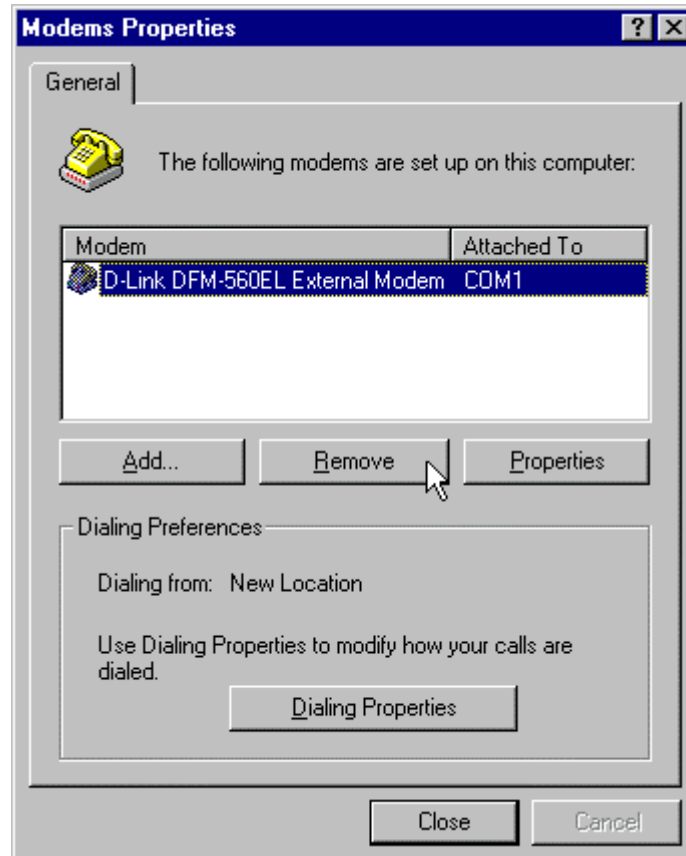 Modems Properties
General
The following modems are set up on this computer:
Modem Attached To
D-Link DFM-560EL External Modem COM1
Add... Remove Properties
Dialing Preferences
Dialing from: New Location
Use Dialing Properties to modify how your calls are
dialed.
Dialing Properties
Close Cancel